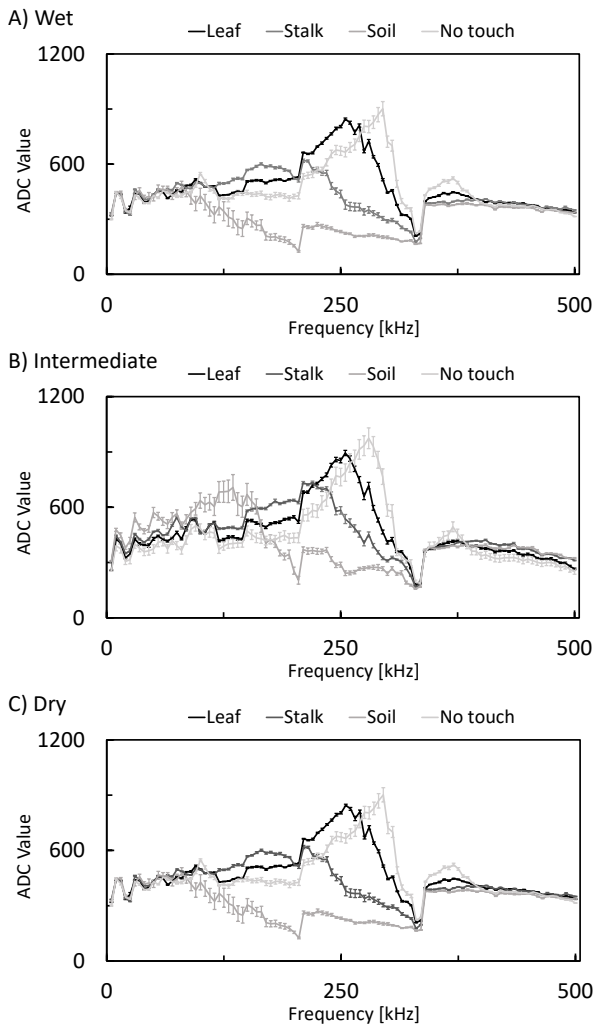 A) Wet
Leaf Stalk Soil No touch
1200
600
0
ADC Value
0 250 500
Frequency [kHz]
B) Intermediate
Leaf Stalk Soil No touch
1200
600
0
ADC Value
0 250 500
Frequency [kHz]
C) Dry
Leaf Stalk Soil No touch
1200
600
0
ADC Value
0 250 500
Frequency [kHz]